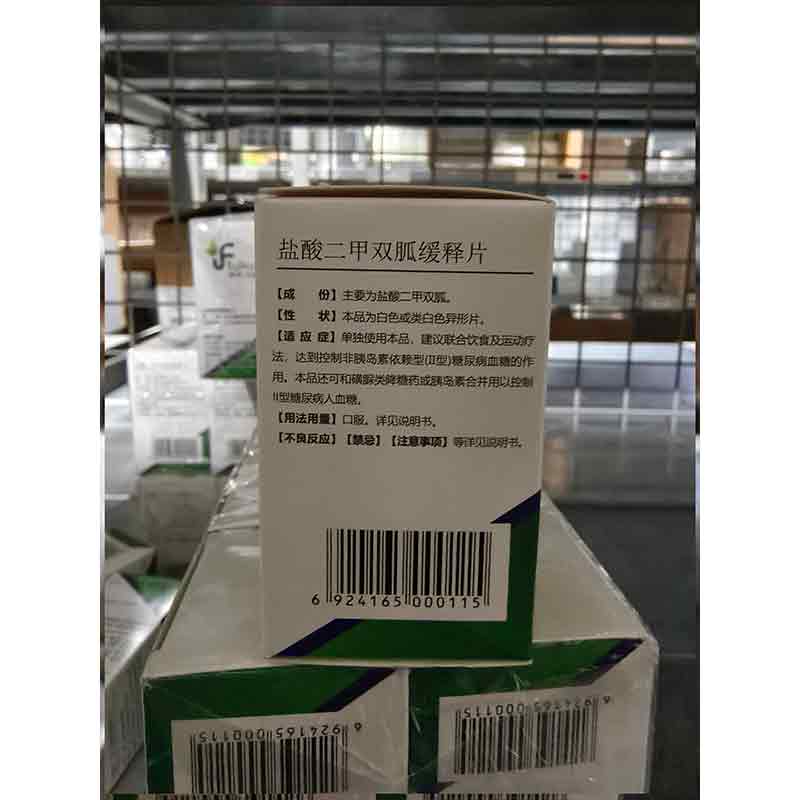 盐酸二甲双胍缓释片
【成　份】主要为盐酸二甲双胍。
【性　状】本品为白色或类白色异形片。
【适应症】单独使用本品，建议联合饮食及运动疗
法，达到控制非胰岛素依赖型(II型)糖尿病血糖的作
用。本品还可和磺脲类降糖药或胰岛素合并用以控制
II型糖尿病人血糖。
【用法用量】口服。详见说明书。
【不良反应】【禁忌】【注意事项】等详见说明书。
6 924165 000115
6 924165 000115
6 924165 000115